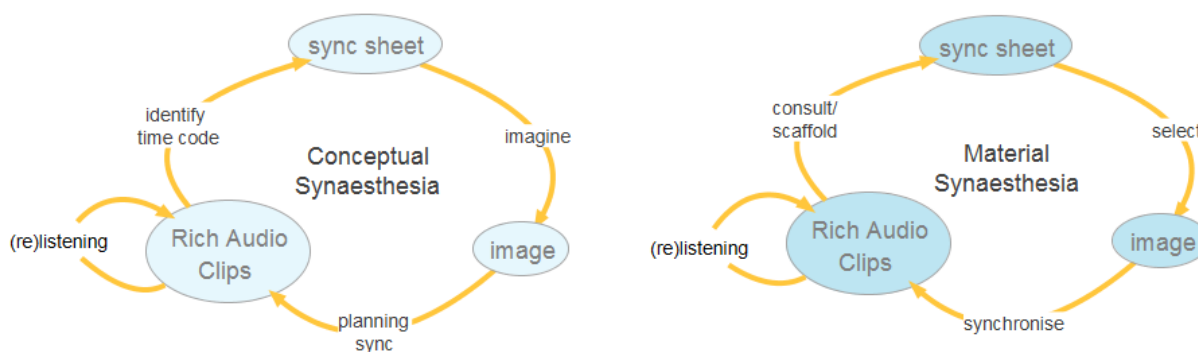 sync sheet
identify
time code
imagine
Conceptual
Synaesthesia
(re)listening
Rich Audio
Clips
image
planning
sync
sync sheet
consult/
scaffold
select
Material
Synaesthesia
(re)listening
Rich Audio
Clips
image
synchronise